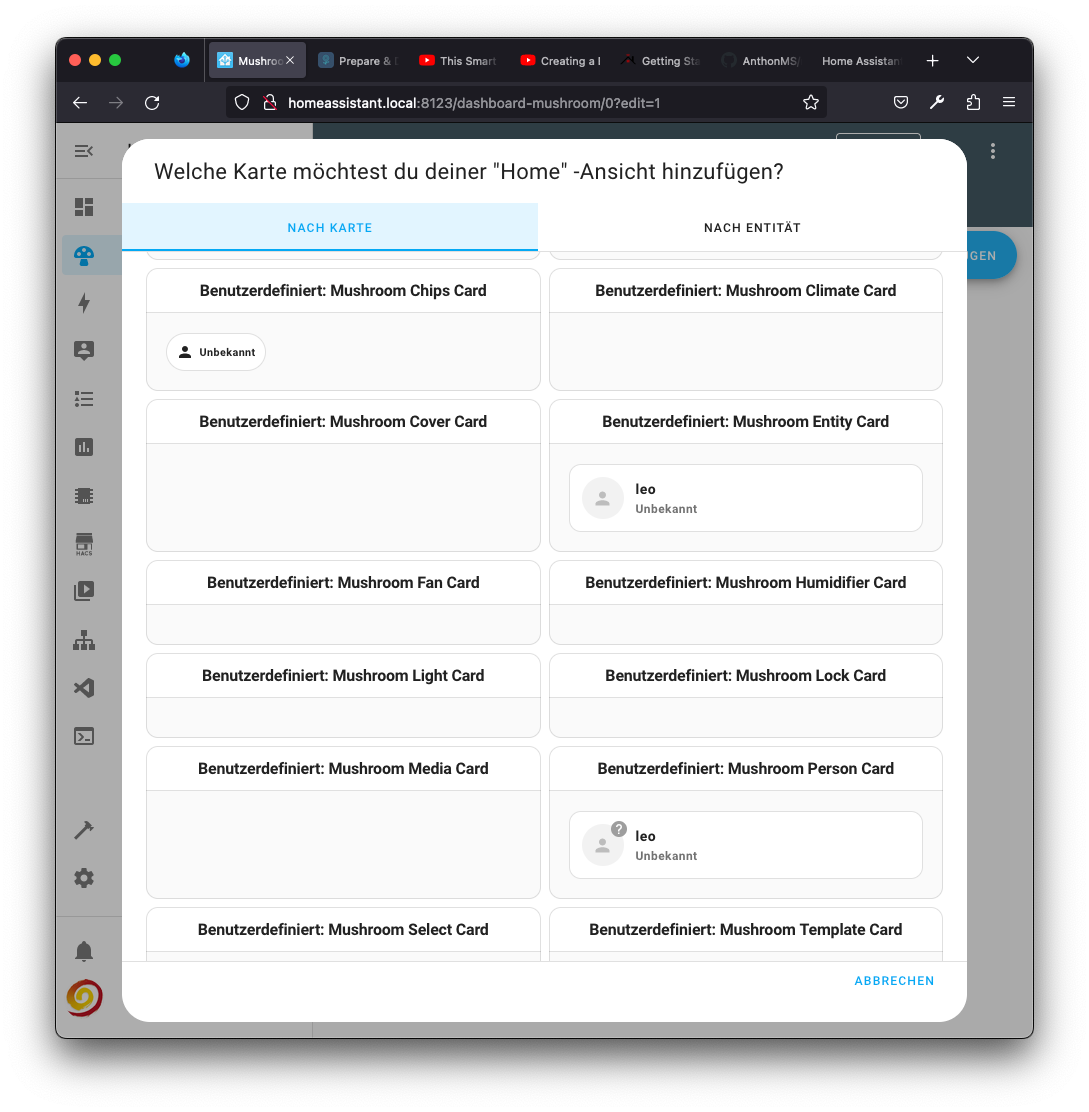 Mushroo
Prepare &
This Smart
Creating a
Getting Sta
AnthonMS/
Home Assistan
homeassistant.local:8123/dashboard-mushroom/0?edit=1
Welche Karte möchtest du deiner "Home" -Ansicht hinzufügen?
NACH KARTE
NACH ENTITÄT
GEN
Benutzerdefiniert: Mushroom Chips Card
Benutzerdefiniert: Mushroom Climate Card
Unbekannt
Benutzerdefiniert: Mushroom Cover Card
Benutzerdefiniert: Mushroom Entity Card
leo
Unbekannt
HACS
Benutzerdefiniert: Mushroom Fan Card
Benutzerdefiniert: Mushroom Humidifier Card
Benutzerdefiniert: Mushroom Light Card
Benutzerdefiniert: Mushroom Lock Card
Benutzerdefiniert: Mushroom Media Card
Benutzerdefiniert: Mushroom Person Card
?
leo
Unbekannt
Benutzerdefiniert: Mushroom Select Card
Benutzerdefiniert: Mushroom Template Card
ABBRECHEN